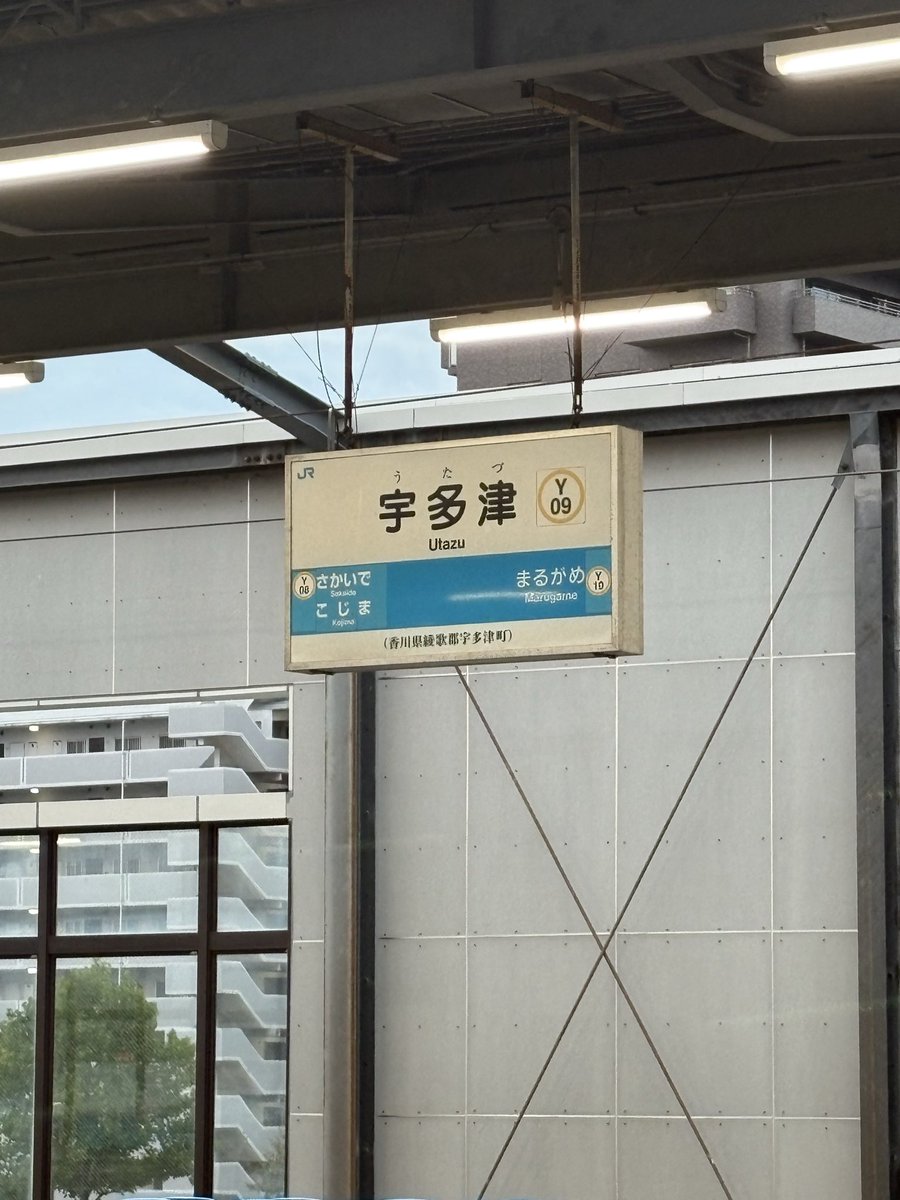 JR
うたづ
宇多津
Y
09
Utazu
Y
08
さかいで
Sakaide
こじま
Kojima
まるがめ
Marugame
Y
10
(香川県綾歌郡宇多津町)